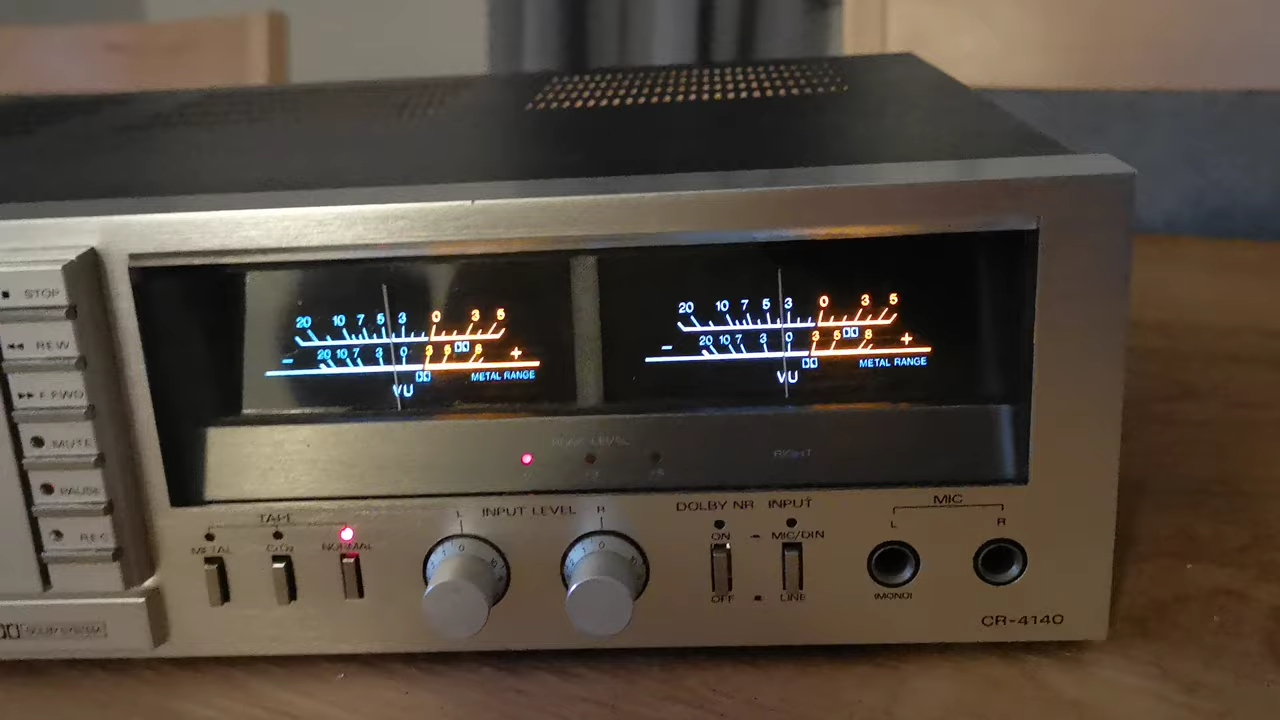 STOP
REW
F.FWD
MUTE
PAUSE
REC
20 10 7 5 3 0 3 5
20 10 7 3 0 3 5 8
- +
METAL RANGE
VU
20 10 7 5 3 0 3 5
20 10 7 3 0 3 5 8
- +
METAL RANGE
VU
PEAK LEVEL
RIGHT
TAPE
METAL CrO₂ NORMAL
L INPUT LEVEL R
DOLBY NR INPUT
ON MIC/DIN
OFF LINE
MIC
L R
(MONO)
CR-4140
DOLBY SYSTEM